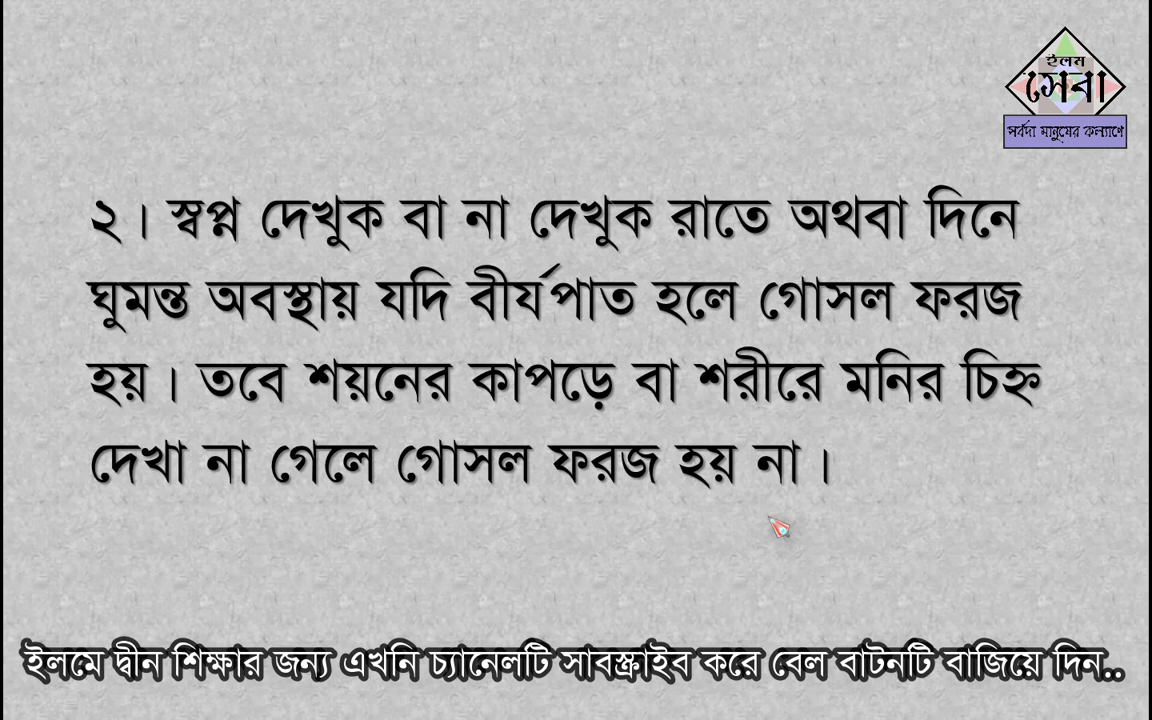 ইলম
সেবা
সর্বদা মানুষের কল্যাণে
২। স্বপ্ন দেখুক বা না দেখুক রাতে অথবা দিনে
ঘুমন্ত অবস্থায় যদি বীর্যপাত হলে গোসল ফরজ
হয়। তবে শয়নের কাপড়ে বা শরীরে মনির চিহ্ন
দেখা না গেলে গোসল ফরজ হয় না।
ইলমে দ্বীন শিক্ষার জন্য এখনি চ্যানেলটি সাবস্ক্রাইব করে বেল বাটনটি বাজিয়ে দিন..